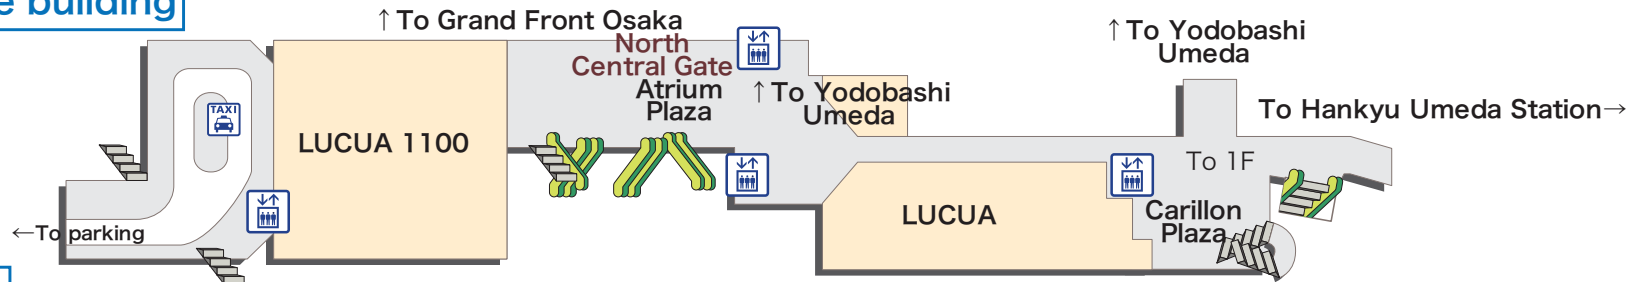 e building
↑ To Grand Front Osaka
North
Central Gate
Atrium
Plaza
↑ To Yodobashi
Umeda
↑ To Yodobashi
Umeda
To Hankyu Umeda Station→
TAXI
LUCUA 1100
To 1F
LUCUA
Carillon
Plaza
←To parking